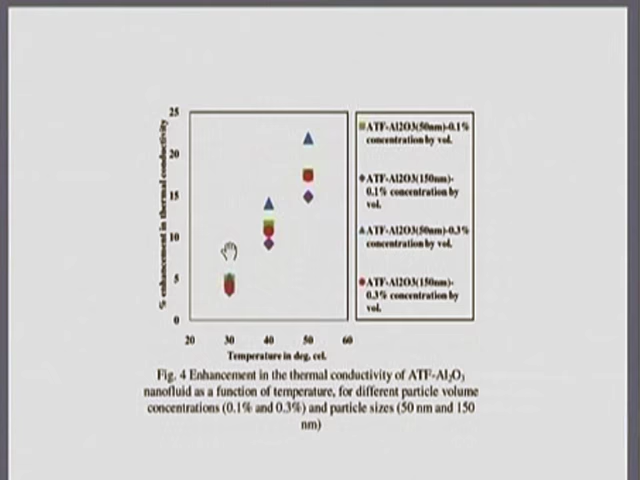 25
20
15
10
5
0
% enhancement in thermal conductivity
20 30 40 50 60
Temperature in deg. cel.
ATF-Al2O3(50nm)-0.1%
concentration by vol.
ATF-Al2O3(150nm)-
0.1% concentration by
vol.
ATF-Al2O3(50nm)-0.3%
concentration by vol.
ATF-Al2O3(150nm)-
0.3% concentration by
vol.
Fig. 4 Enhancement in the thermal conductivity of ATF-Al₂O₃
nanofluid as a function of temperature, for different particle volume
concentrations (0.1% and 0.3%) and particle sizes (50 nm and 150
nm)